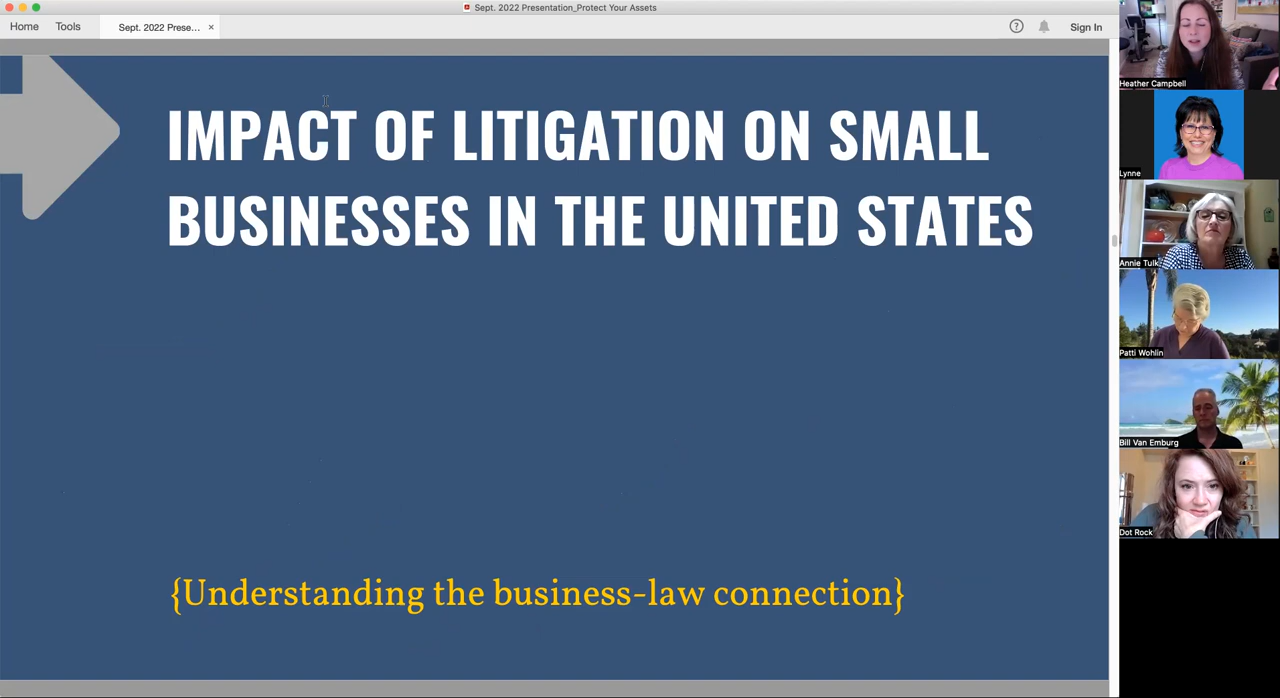 Sept. 2022 Presentation_Protect Your Assets
Home Tools Sept. 2022 Prese... × ? Sign In
IMPACT OF LITIGATION ON SMALL
BUSINESSES IN THE UNITED STATES
{Understanding the business-law connection}
Heather Campbell
Lynne
Annie Tulk
Patti Wohlin
Bill Van Emburg
Dot Rock